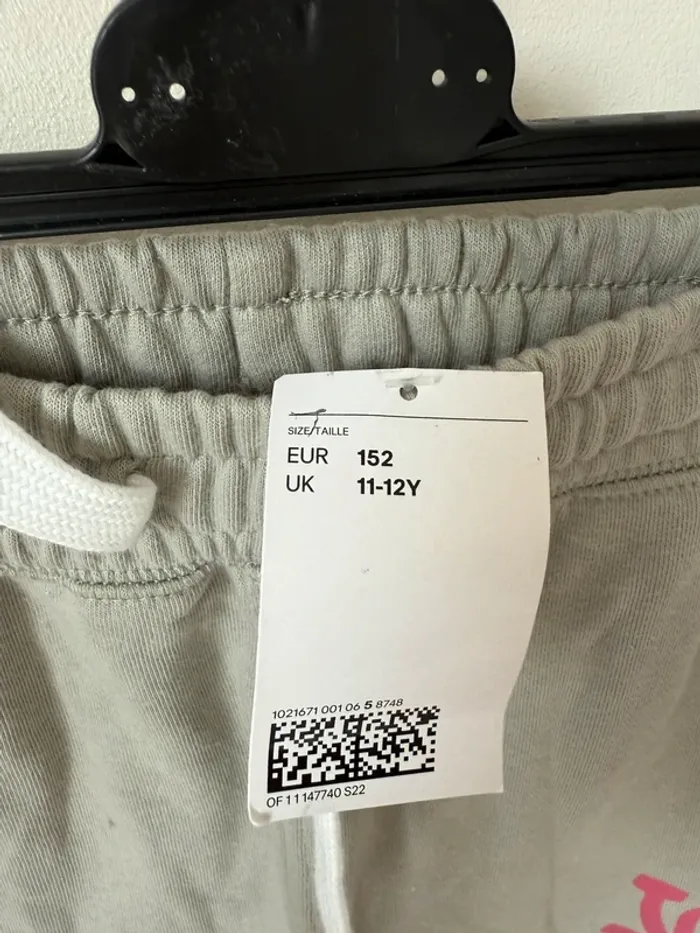 SIZE/TAILLE
EUR 152
UK 11-12Y
1021671 001 06 5 8748
OF 11147740 S22